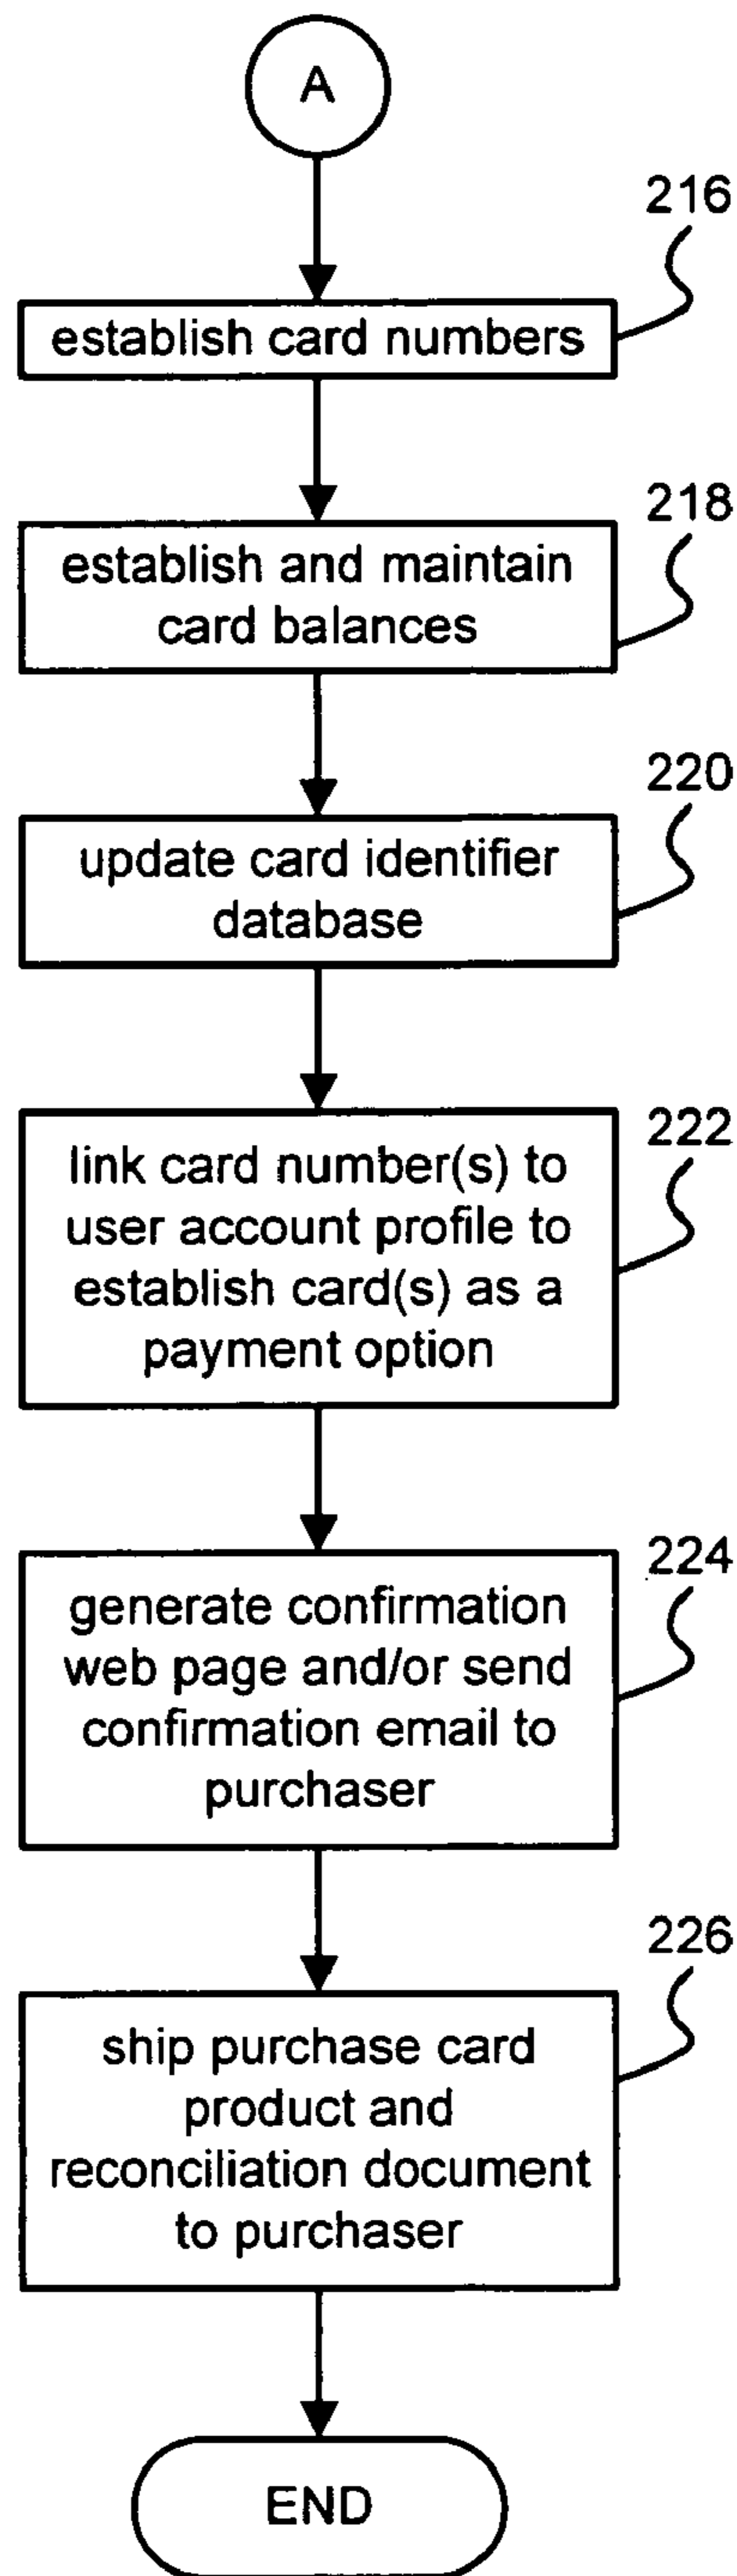 A
216
establish card numbers
218
establish and maintain
card balances
220
update card identifier
database
222
link card number(s) to
user account profile to
establish card(s) as a
payment option
224
generate confirmation
web page and/or send
confirmation email to
purchaser
226
ship purchase card
product and
reconciliation document
to purchaser
END